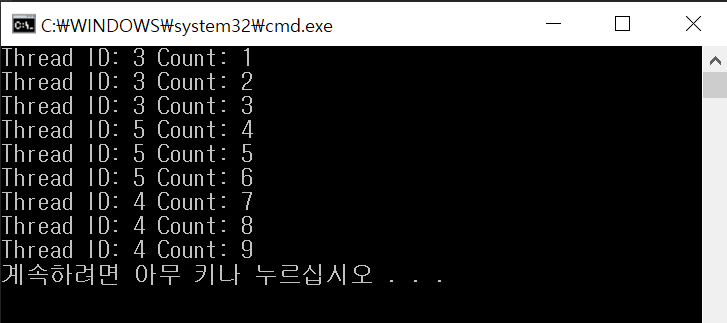 C:\WINDOWS\system32\cmd.exe
Thread ID: 3 Count: 1
Thread ID: 3 Count: 2
Thread ID: 3 Count: 3
Thread ID: 5 Count: 4
Thread ID: 5 Count: 5
Thread ID: 5 Count: 6
Thread ID: 4 Count: 7
Thread ID: 4 Count: 8
Thread ID: 4 Count: 9
계속하려면 아무 키나 누르십시오 . . .